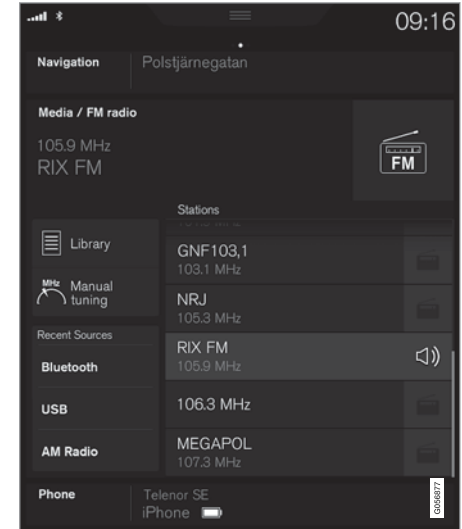 09:16
Navigation
Polstjärnegatan
Media / FM radio
105.9 MHz
RIX FM
FM
Stations
Library
MHz Manual
tuning
Recent Sources
Bluetooth
USB
AM Radio
GNF103,1
103.1 MHz
NRJ
105.3 MHz
RIX FM
105.9 MHz
106.3 MHz
MEGAPOL
107.3 MHz
Phone
Telenor SE
iPhone
G056877